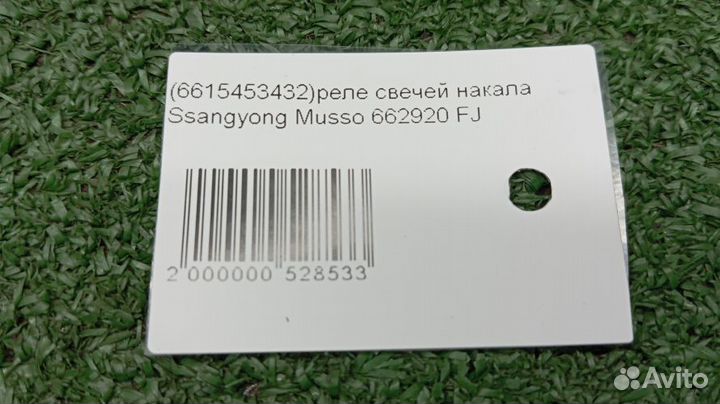 (6615453432)реле свечей накала
Ssangyong Musso 662920 FJ
2 000000 528533
Avito